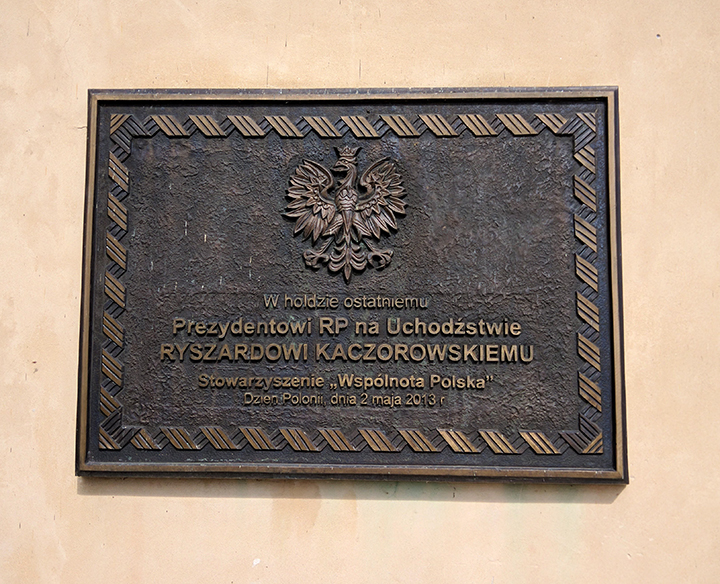 W hołdzie ostatniemu
Prezydentowi RP na Uchodźstwie
RYSZARDOWI KACZOROWSKIEMU
Stowarzyszenie „Wspólnota Polska”
Dzień Polonii, dnia 2 maja 2013 r